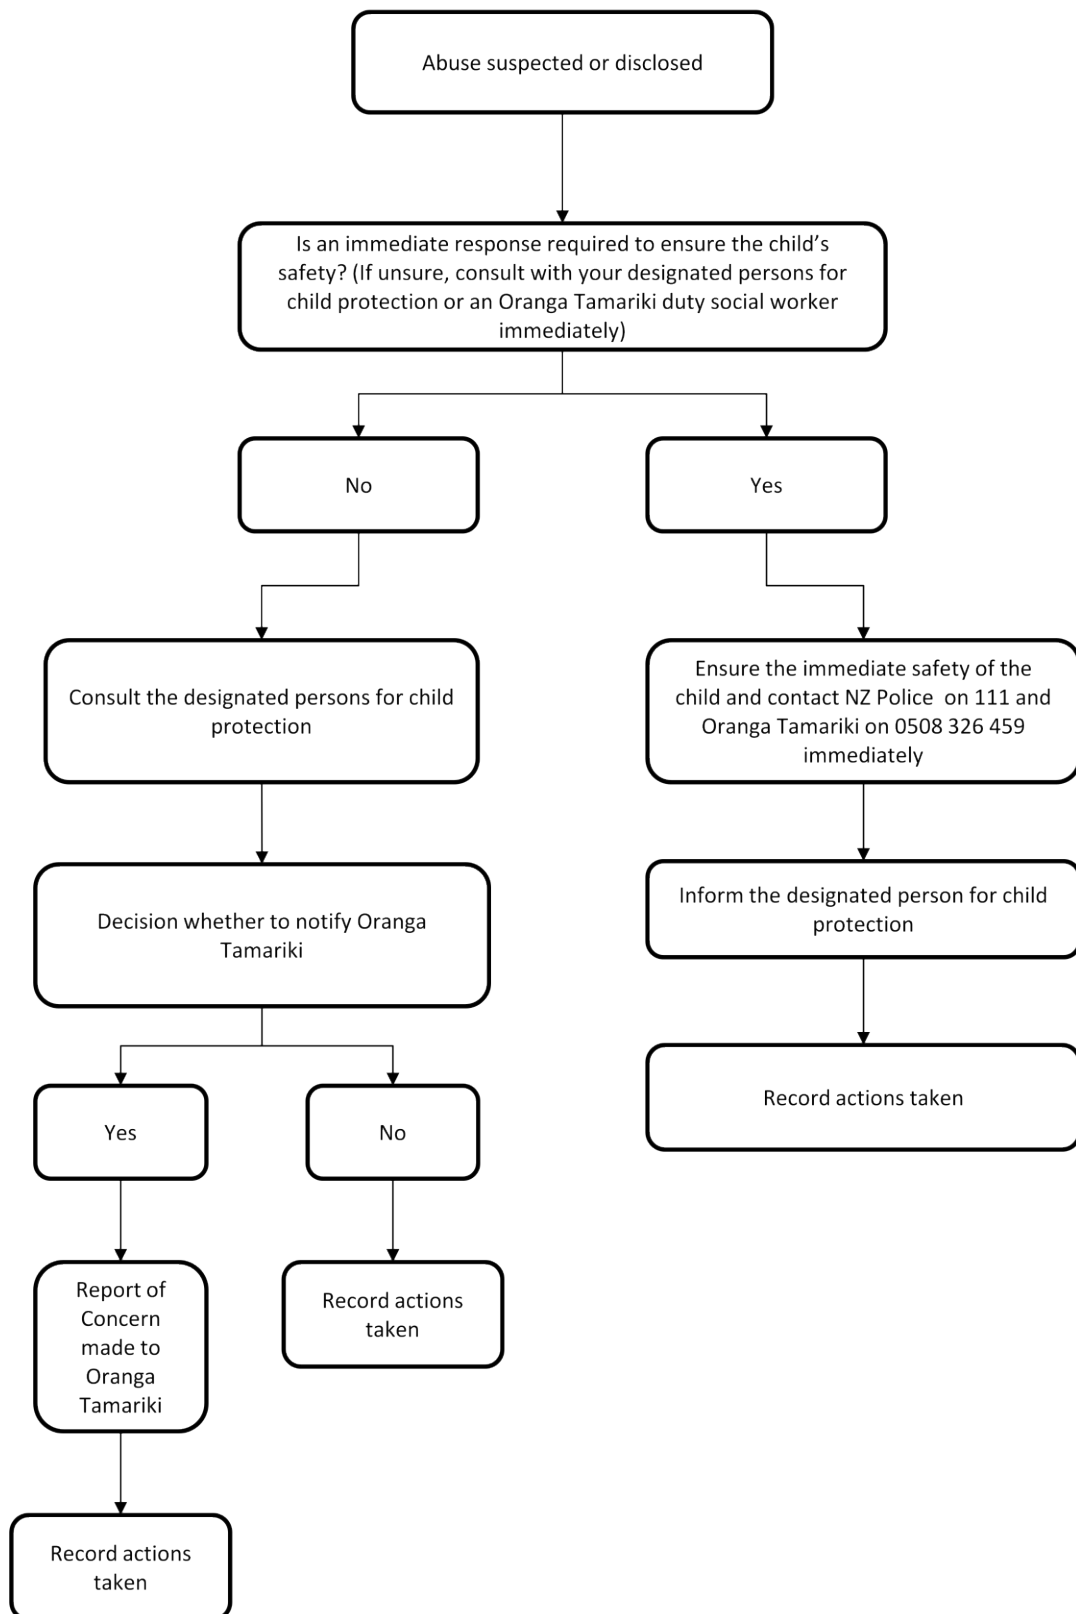 Abuse suspected or disclosed
Is an immediate response required to ensure the child’s
safety? (If unsure, consult with your designated persons for
child protection or an Oranga Tamariki duty social worker
immediately)
No
Yes
Consult the designated persons for child
protection
Ensure the immediate safety of the
child and contact NZ Police  on 111 and
Oranga Tamariki on 0508 326 459
immediately
Decision whether to notify Oranga
Tamariki
Inform the designated person for child
protection
Yes
No
Record actions taken
Report of
Concern
made to
Oranga
Tamariki
Record actions
taken
Record actions
taken